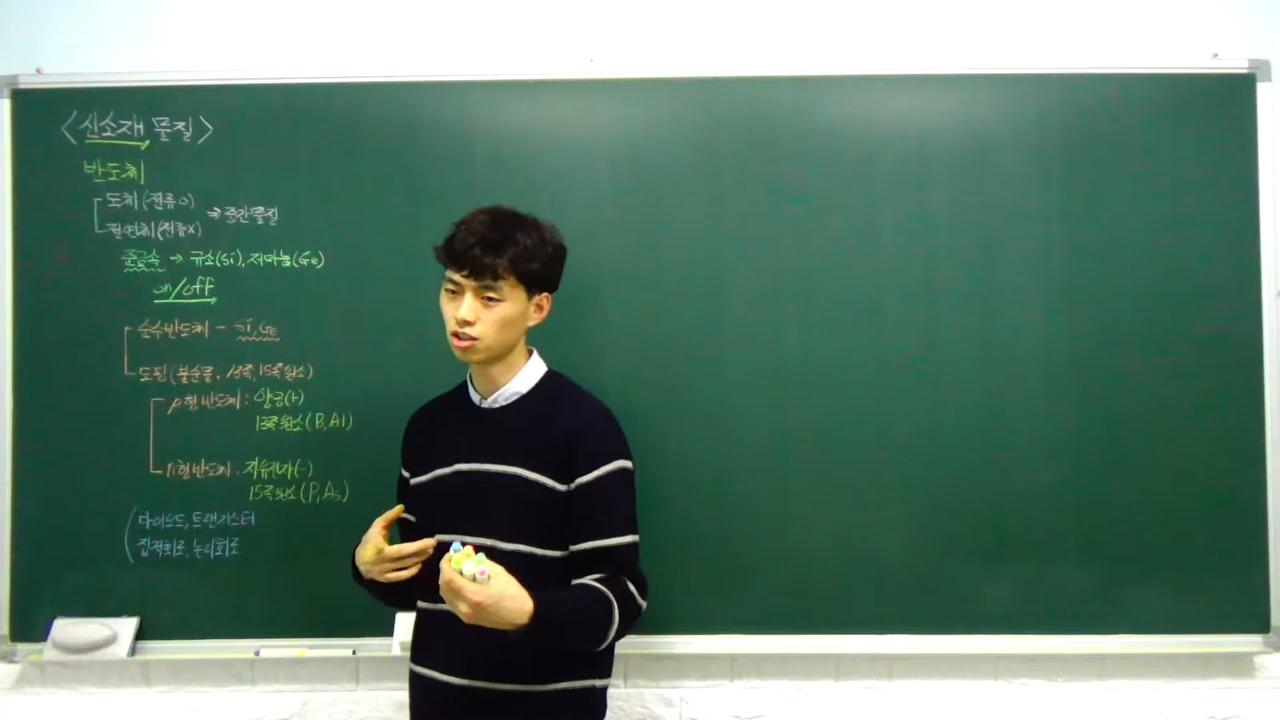 <신소재 물질>
반도체
도체(전류o)
절연체(전류x) ⇒ 중간물질
준금속 → 규소(Si), 저마늄(Ge)
on/off
순수반도체 - Si, Ge
도핑(불순물, 13족, 15족 원소)
p형 반도체: 양공(+)
13족 원소(B, Al)
n형 반도체. 자유전자(-)
15족 원소(P, As)
다이오드, 트랜지스터
집적회로, 논리회로